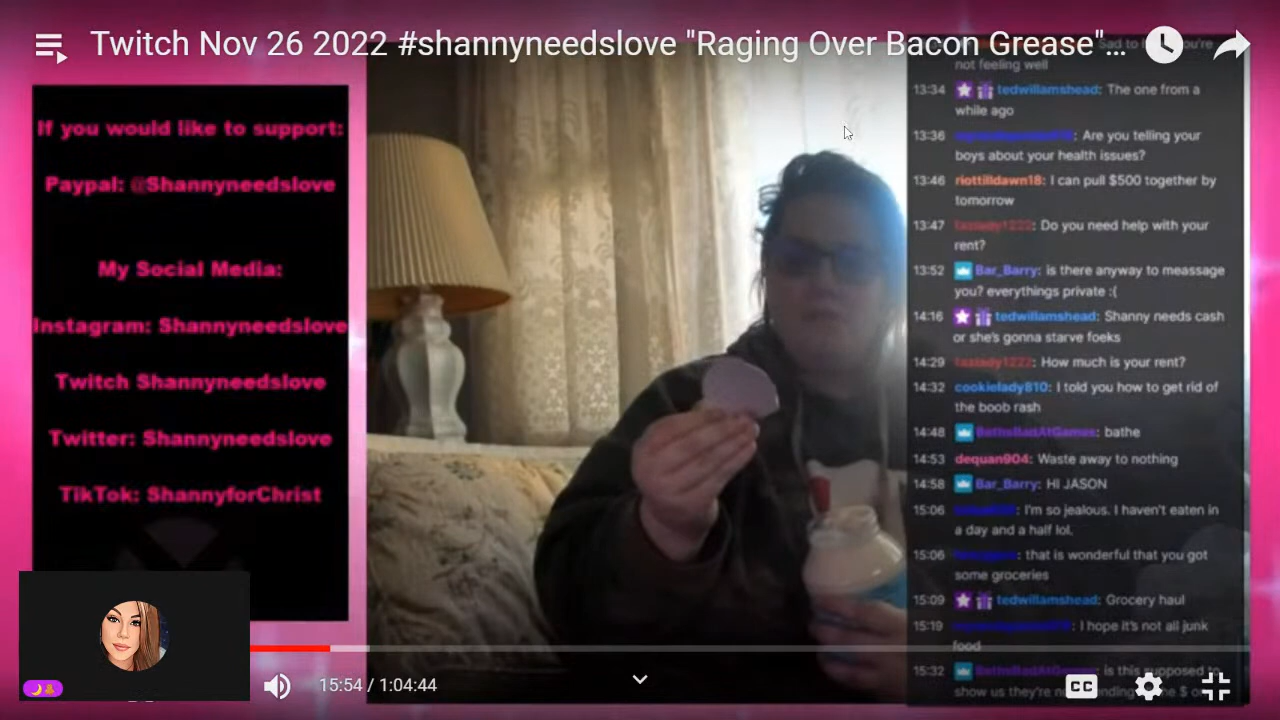 Twitch Nov 26 2022 #shannyneedslove "Raging Over Bacon Grease"...
If you would like to support:
Paypal: @Shannyneedslove
My Social Media:
Instagram: Shannyneedslove
Twitch Shannyneedslove
Twitter: Shannyneedslove
TikTok: ShannyforChrist
not feeling well
13:34 tedwillamshead: The one from a
while ago
13:36 : Are you telling your
boys about your health issues?
13:46 riottilldawn18: I can pull $500 together by
tomorrow
13:47 : Do you need help with your
rent?
13:52 Bar_Barry: is there anyway to meassage
you? everythings private :(
14:16 tedwillamshead: Shanny needs cash
or she's gonna starve foeks
14:29 : How much is your rent?
14:32 cookielady810: I told you how to get rid of
the boob rash
14:48 BethsBadAtGames: bathe
14:53 dequan904: Waste away to nothing
14:58 Bar_Barry: HI JASON
15:06 : I'm so jealous. I haven't eaten in
a day and a half lol.
15:06 : that is wonderful that you got
some groceries
15:09 tedwillamshead: Grocery haul
15:19 : I hope it's not all junk
food
15:32 BethsBadAtGames: is this supposed to
show us they're
15:54 / 1:04:44
CC